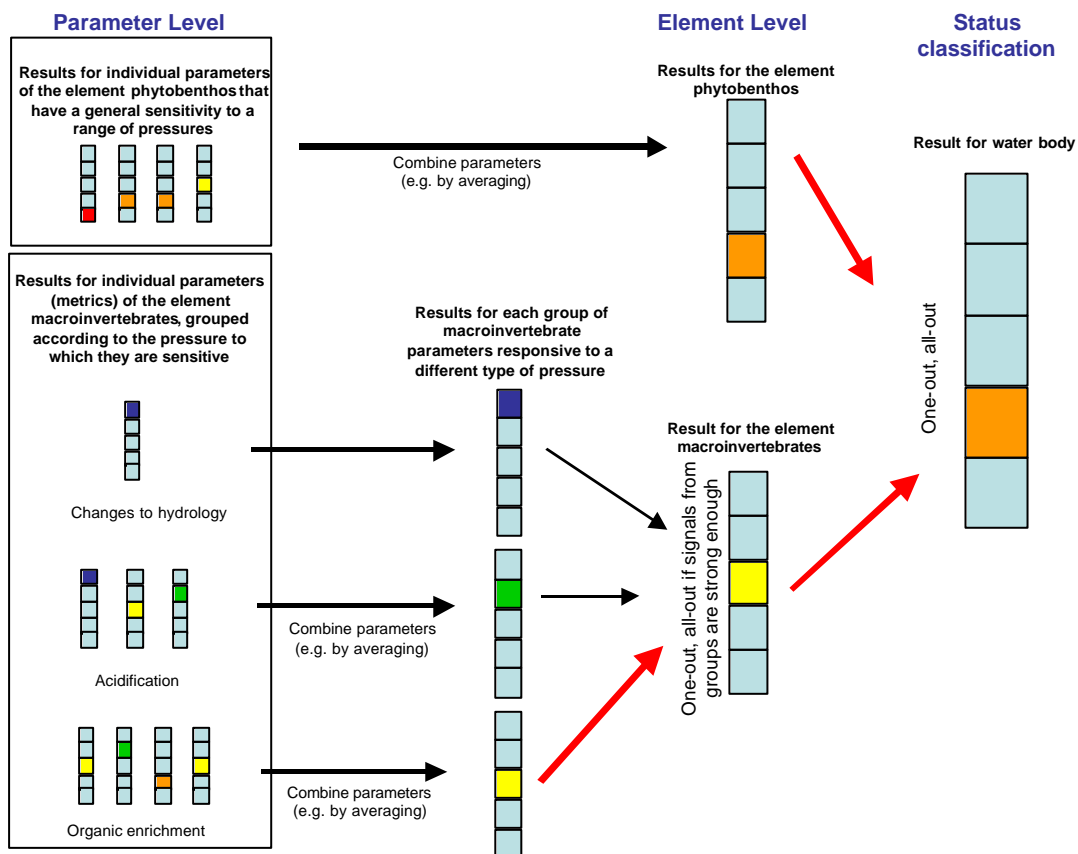 Parameter Level
Element Level
Status
classification
Results for individual parameters
of the element phytobenthos that
have a general sensitivity to a
range of pressures
Combine parameters
(e.g. by averaging)
Results for the element
phytobenthos
Result for water body
Results for individual parameters
(metrics) of the element
macroinvertebrates, grouped
according to the pressure to
which they are sensitive
Changes to hydrology
Acidification
Organic enrichment
Combine parameters
(e.g. by averaging)
Combine parameters
(e.g. by averaging)
Results for each group of
macroinvertebrate
parameters responsive to a
different type of pressure
Result for the element
macroinvertebrates
One-out, all-out if signals from
groups are strong enough
One-out, all-out